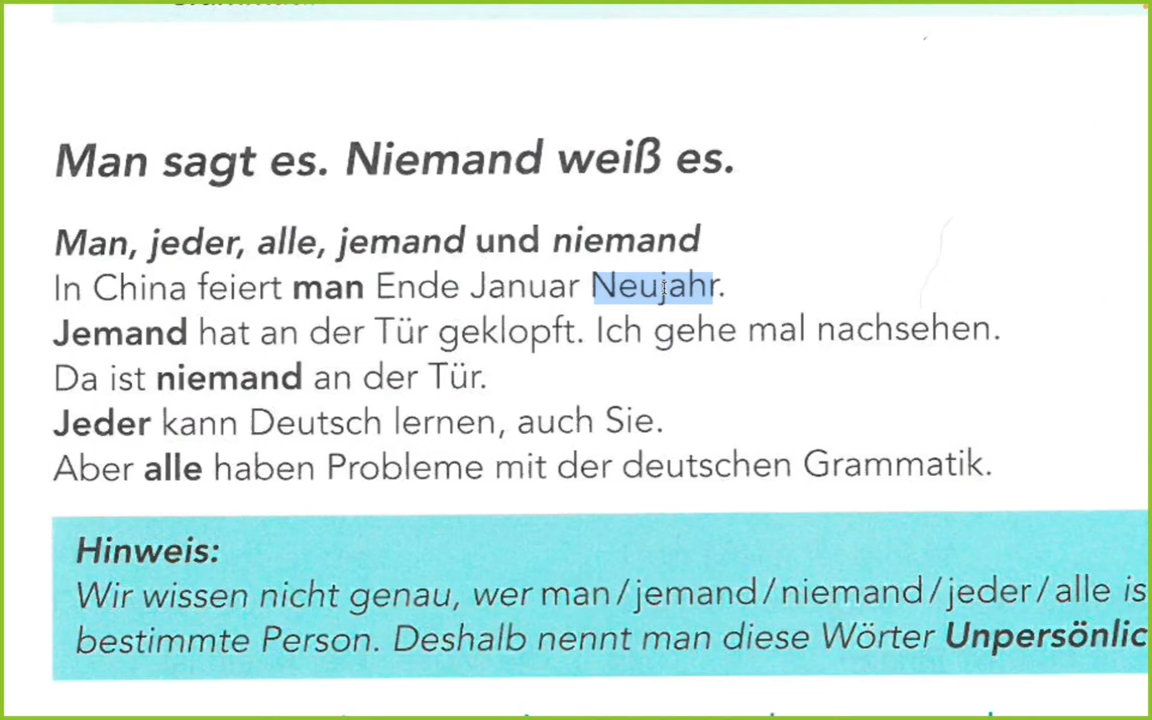 Man sagt es. Niemand weiß es.
Man, jeder, alle, jemand und niemand
In China feiert man Ende Januar Neujahr.
Jemand hat an der Tür geklopft. Ich gehe mal nachsehen.
Da ist niemand an der Tür.
Jeder kann Deutsch lernen, auch Sie.
Aber alle haben Probleme mit der deutschen Grammatik.
Hinweis:
Wir wissen nicht genau, wer man/jemand/niemand/jeder/alle is
bestimmte Person. Deshalb nennt man diese Wörter Unpersönlic